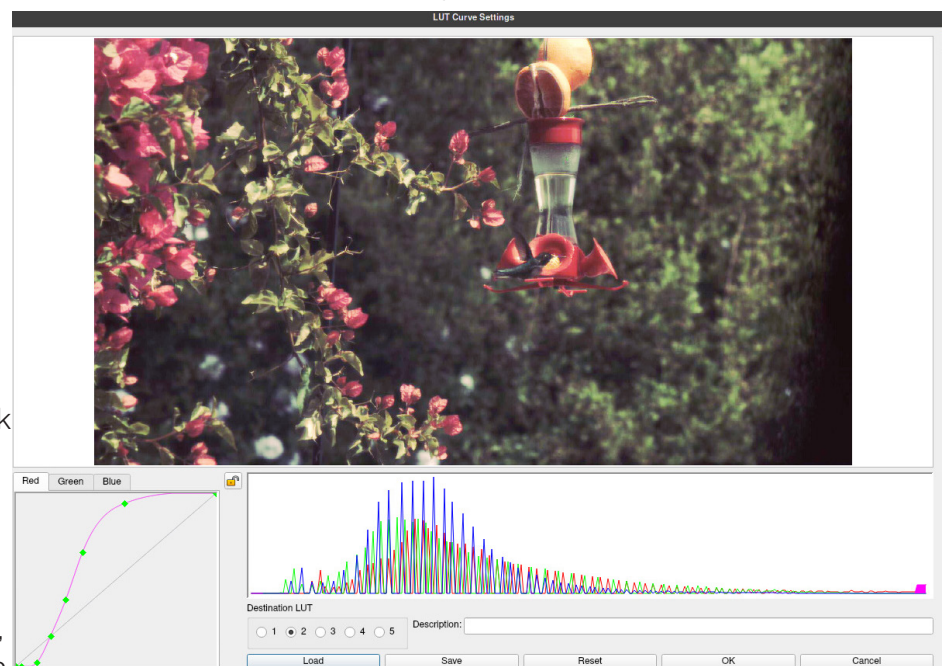 LUT Curve Settings
k
Red Green Blue
Destination LUT
1 2 3 4 5 Description:
,
Load Save Reset OK Cancel